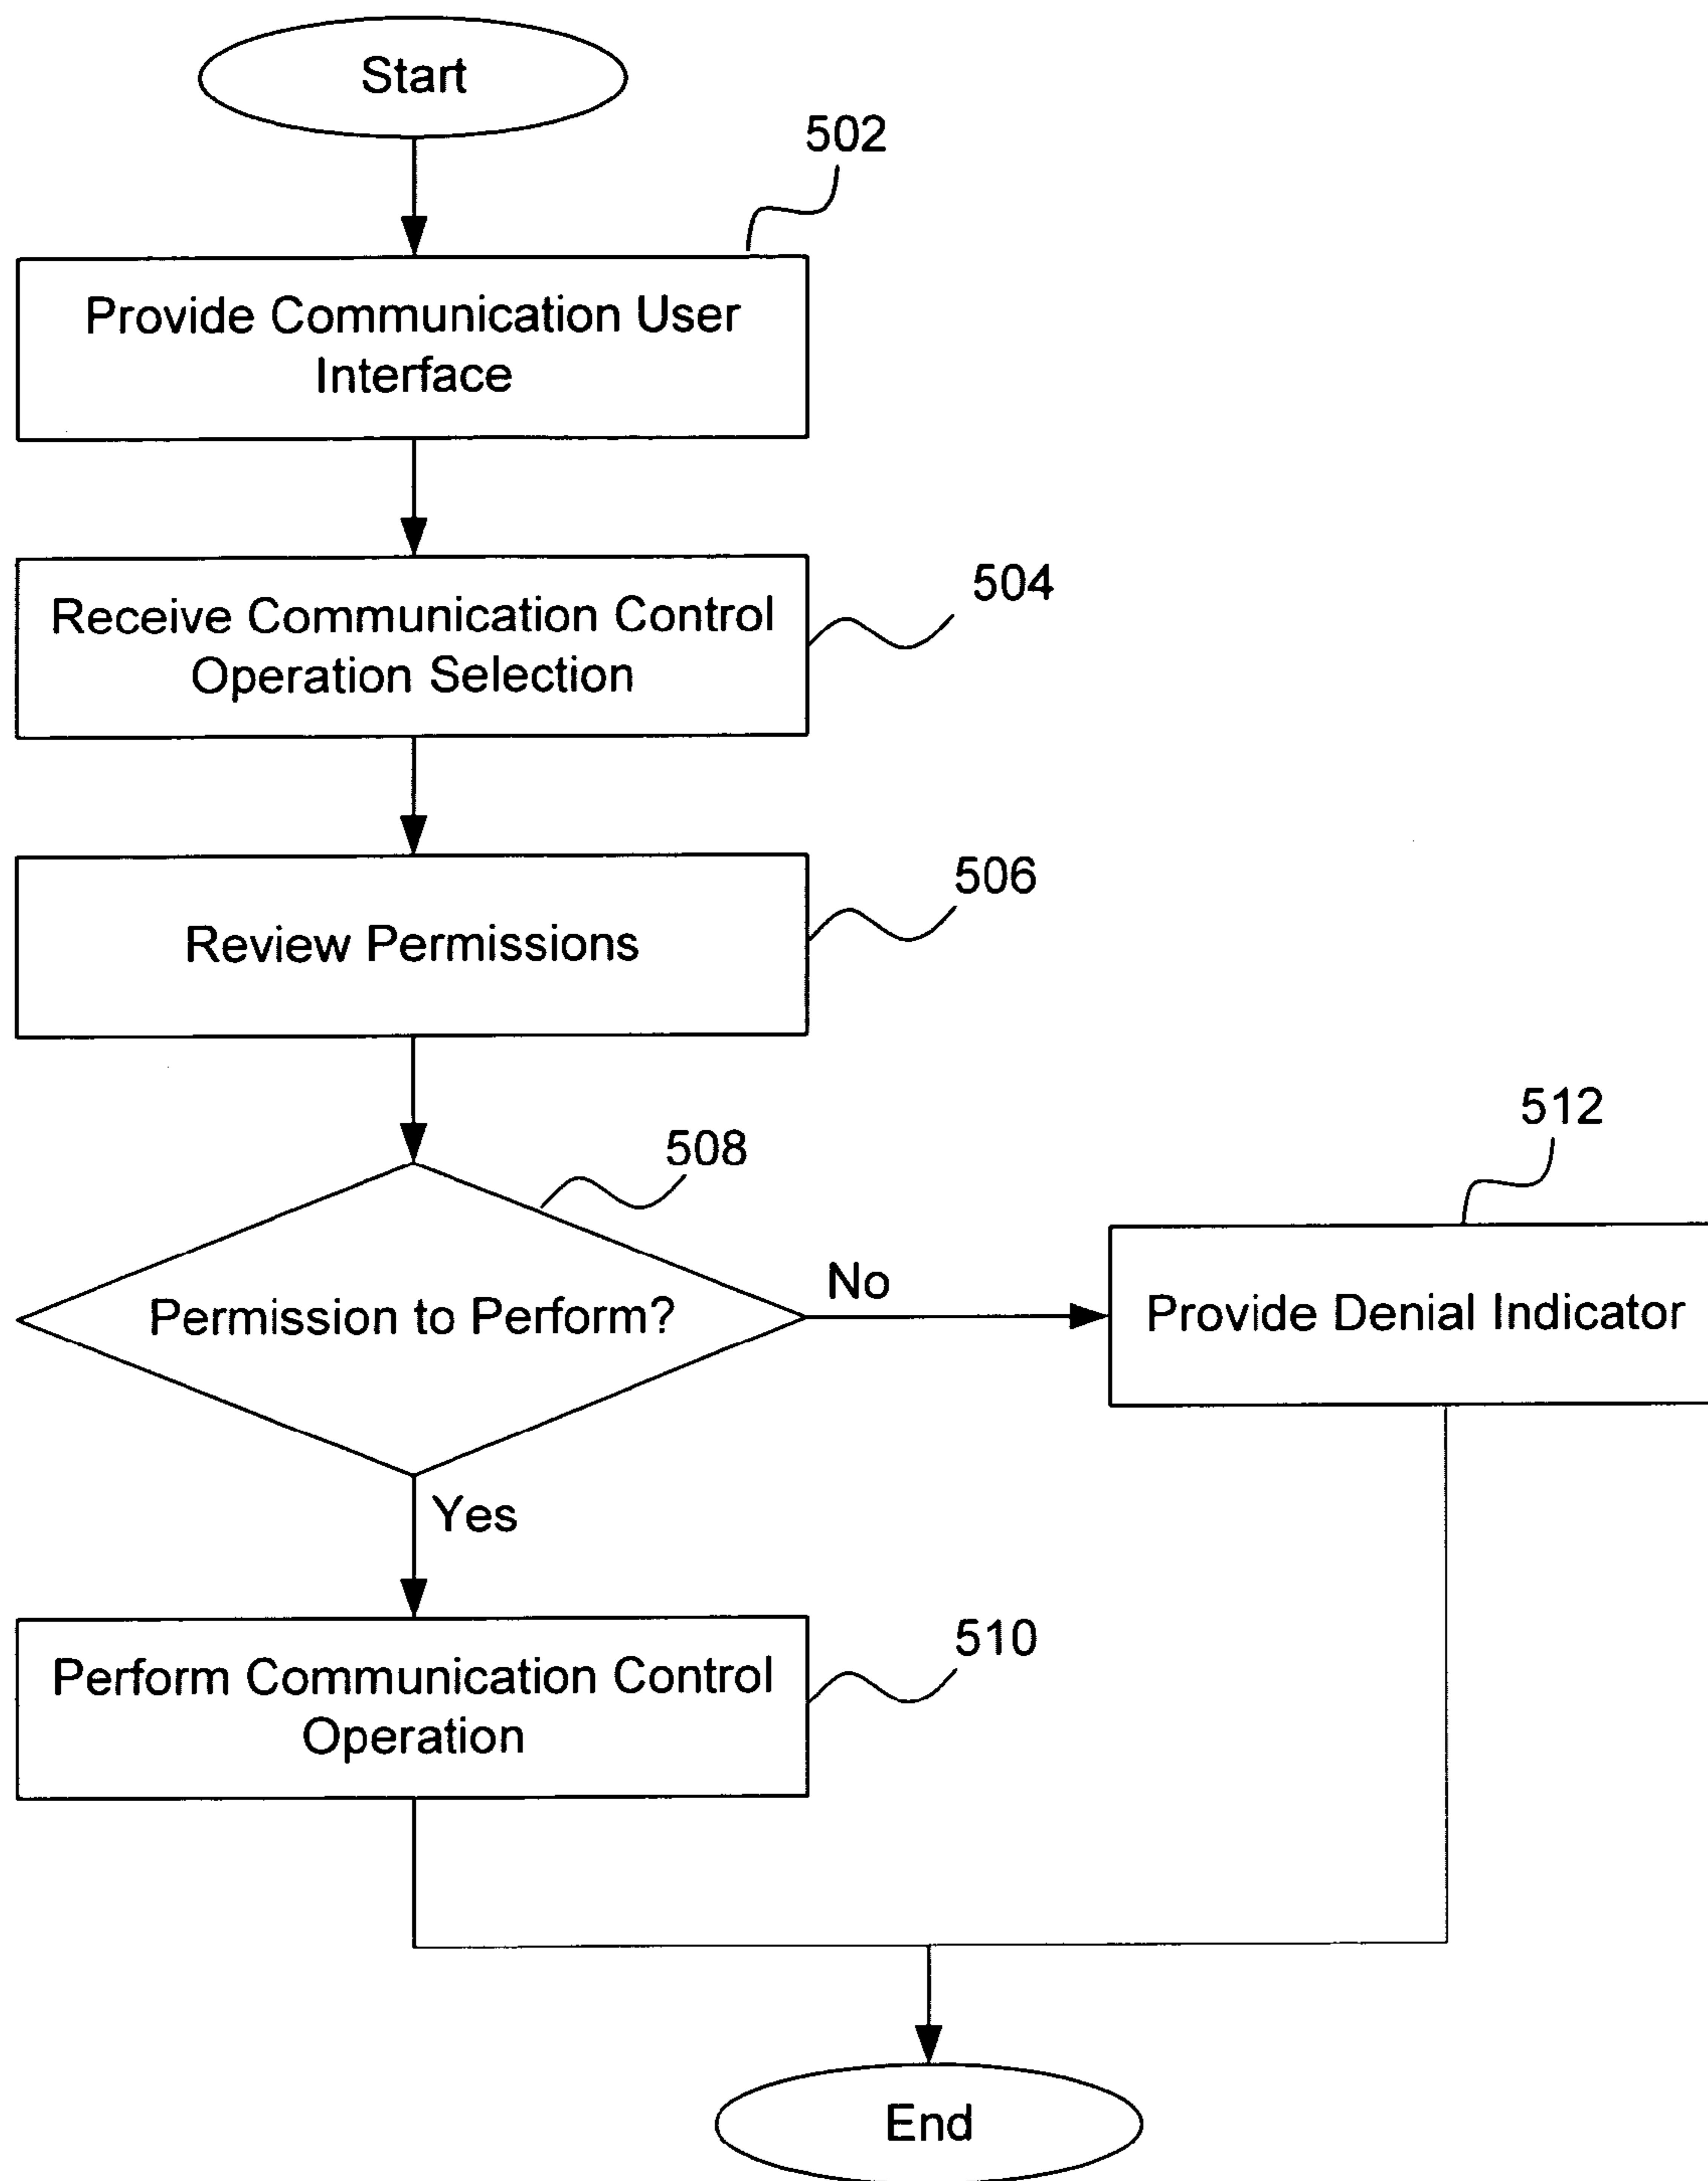 Start
502
Provide Communication User
Interface
504
Receive Communication Control
Operation Selection
506
Review Permissions
508
512
Permission to Perform?
No
Provide Denial Indicator
Yes
510
Perform Communication Control
Operation
End